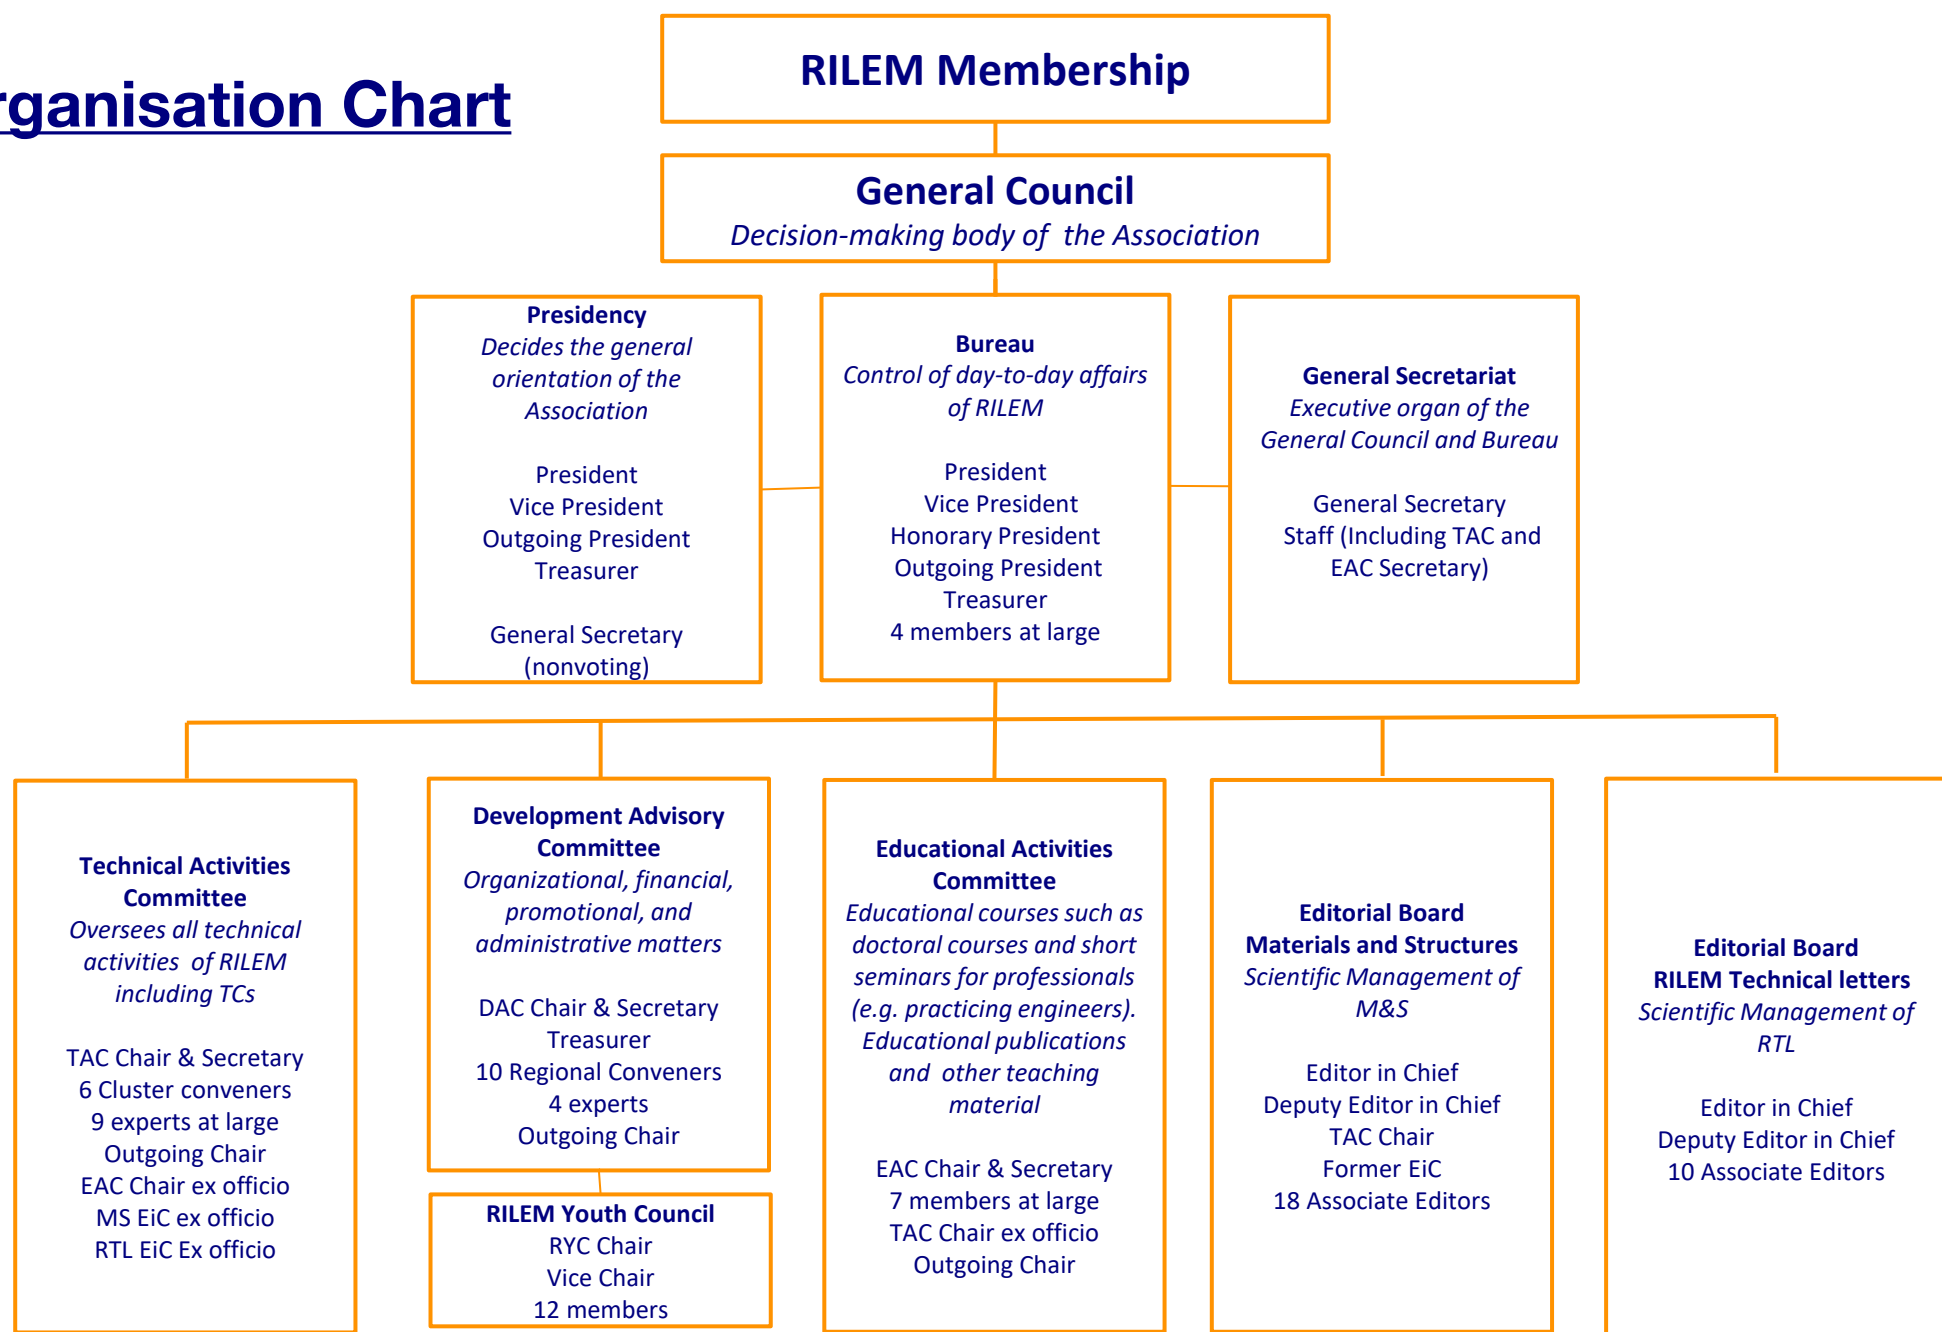 rganisation Chart
RILEM Membership
General Council
Decision-making body of the Association
Presidency
Decides the general
orientation of the
Association
President
Vice President
Outgoing President
Treasurer
General Secretary
(nonvoting)
Bureau
Control of day-to-day affairs
of RILEM
President
Vice President
Honorary President
Outgoing President
Treasurer
4 members at large
General Secretariat
Executive organ of the
General Council and Bureau
General Secretary
Staff (Including TAC and
EAC Secretary)
Technical Activities
Committee
Oversees all technical
activities of RILEM
including TCs
TAC Chair & Secretary
6 Cluster conveners
9 experts at large
Outgoing Chair
EAC Chair ex officio
MS EiC ex officio
RTL EiC Ex officio
Development Advisory
Committee
Organizational, financial,
promotional, and
administrative matters
DAC Chair & Secretary
Treasurer
10 Regional Conveners
4 experts
Outgoing Chair
RILEM Youth Council
RYC Chair
Vice Chair
12 members
Educational Activities
Committee
Educational courses such as
doctoral courses and short
seminars for professionals
(e.g. practicing engineers).
Educational publications
and other teaching
material
EAC Chair & Secretary
7 members at large
TAC Chair ex officio
Outgoing Chair
Editorial Board
Materials and Structures
Scientific Management of
M&S
Editor in Chief
Deputy Editor in Chief
TAC Chair
Former EiC
18 Associate Editors
Editorial Board
RILEM Technical letters
Scientific Management of
RTL
Editor in Chief
Deputy Editor in Chief
10 Associate Editors